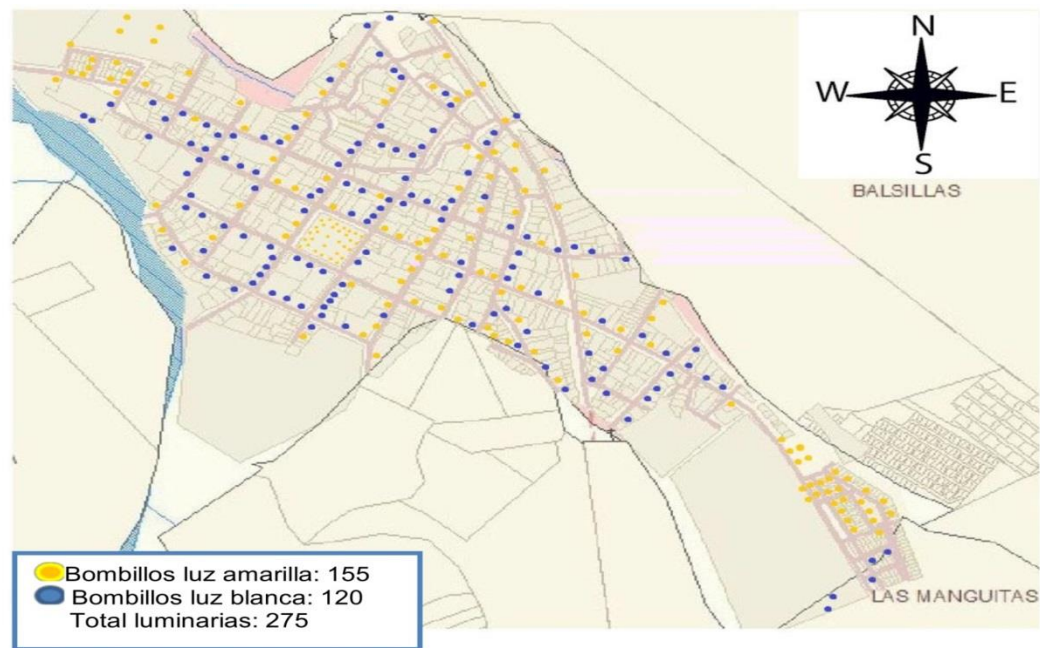 N
W E
S
BALSILLAS
LAS MANGUITAS
Bombillos luz amarilla: 155
Bombillos luz blanca: 120
Total luminarias: 275